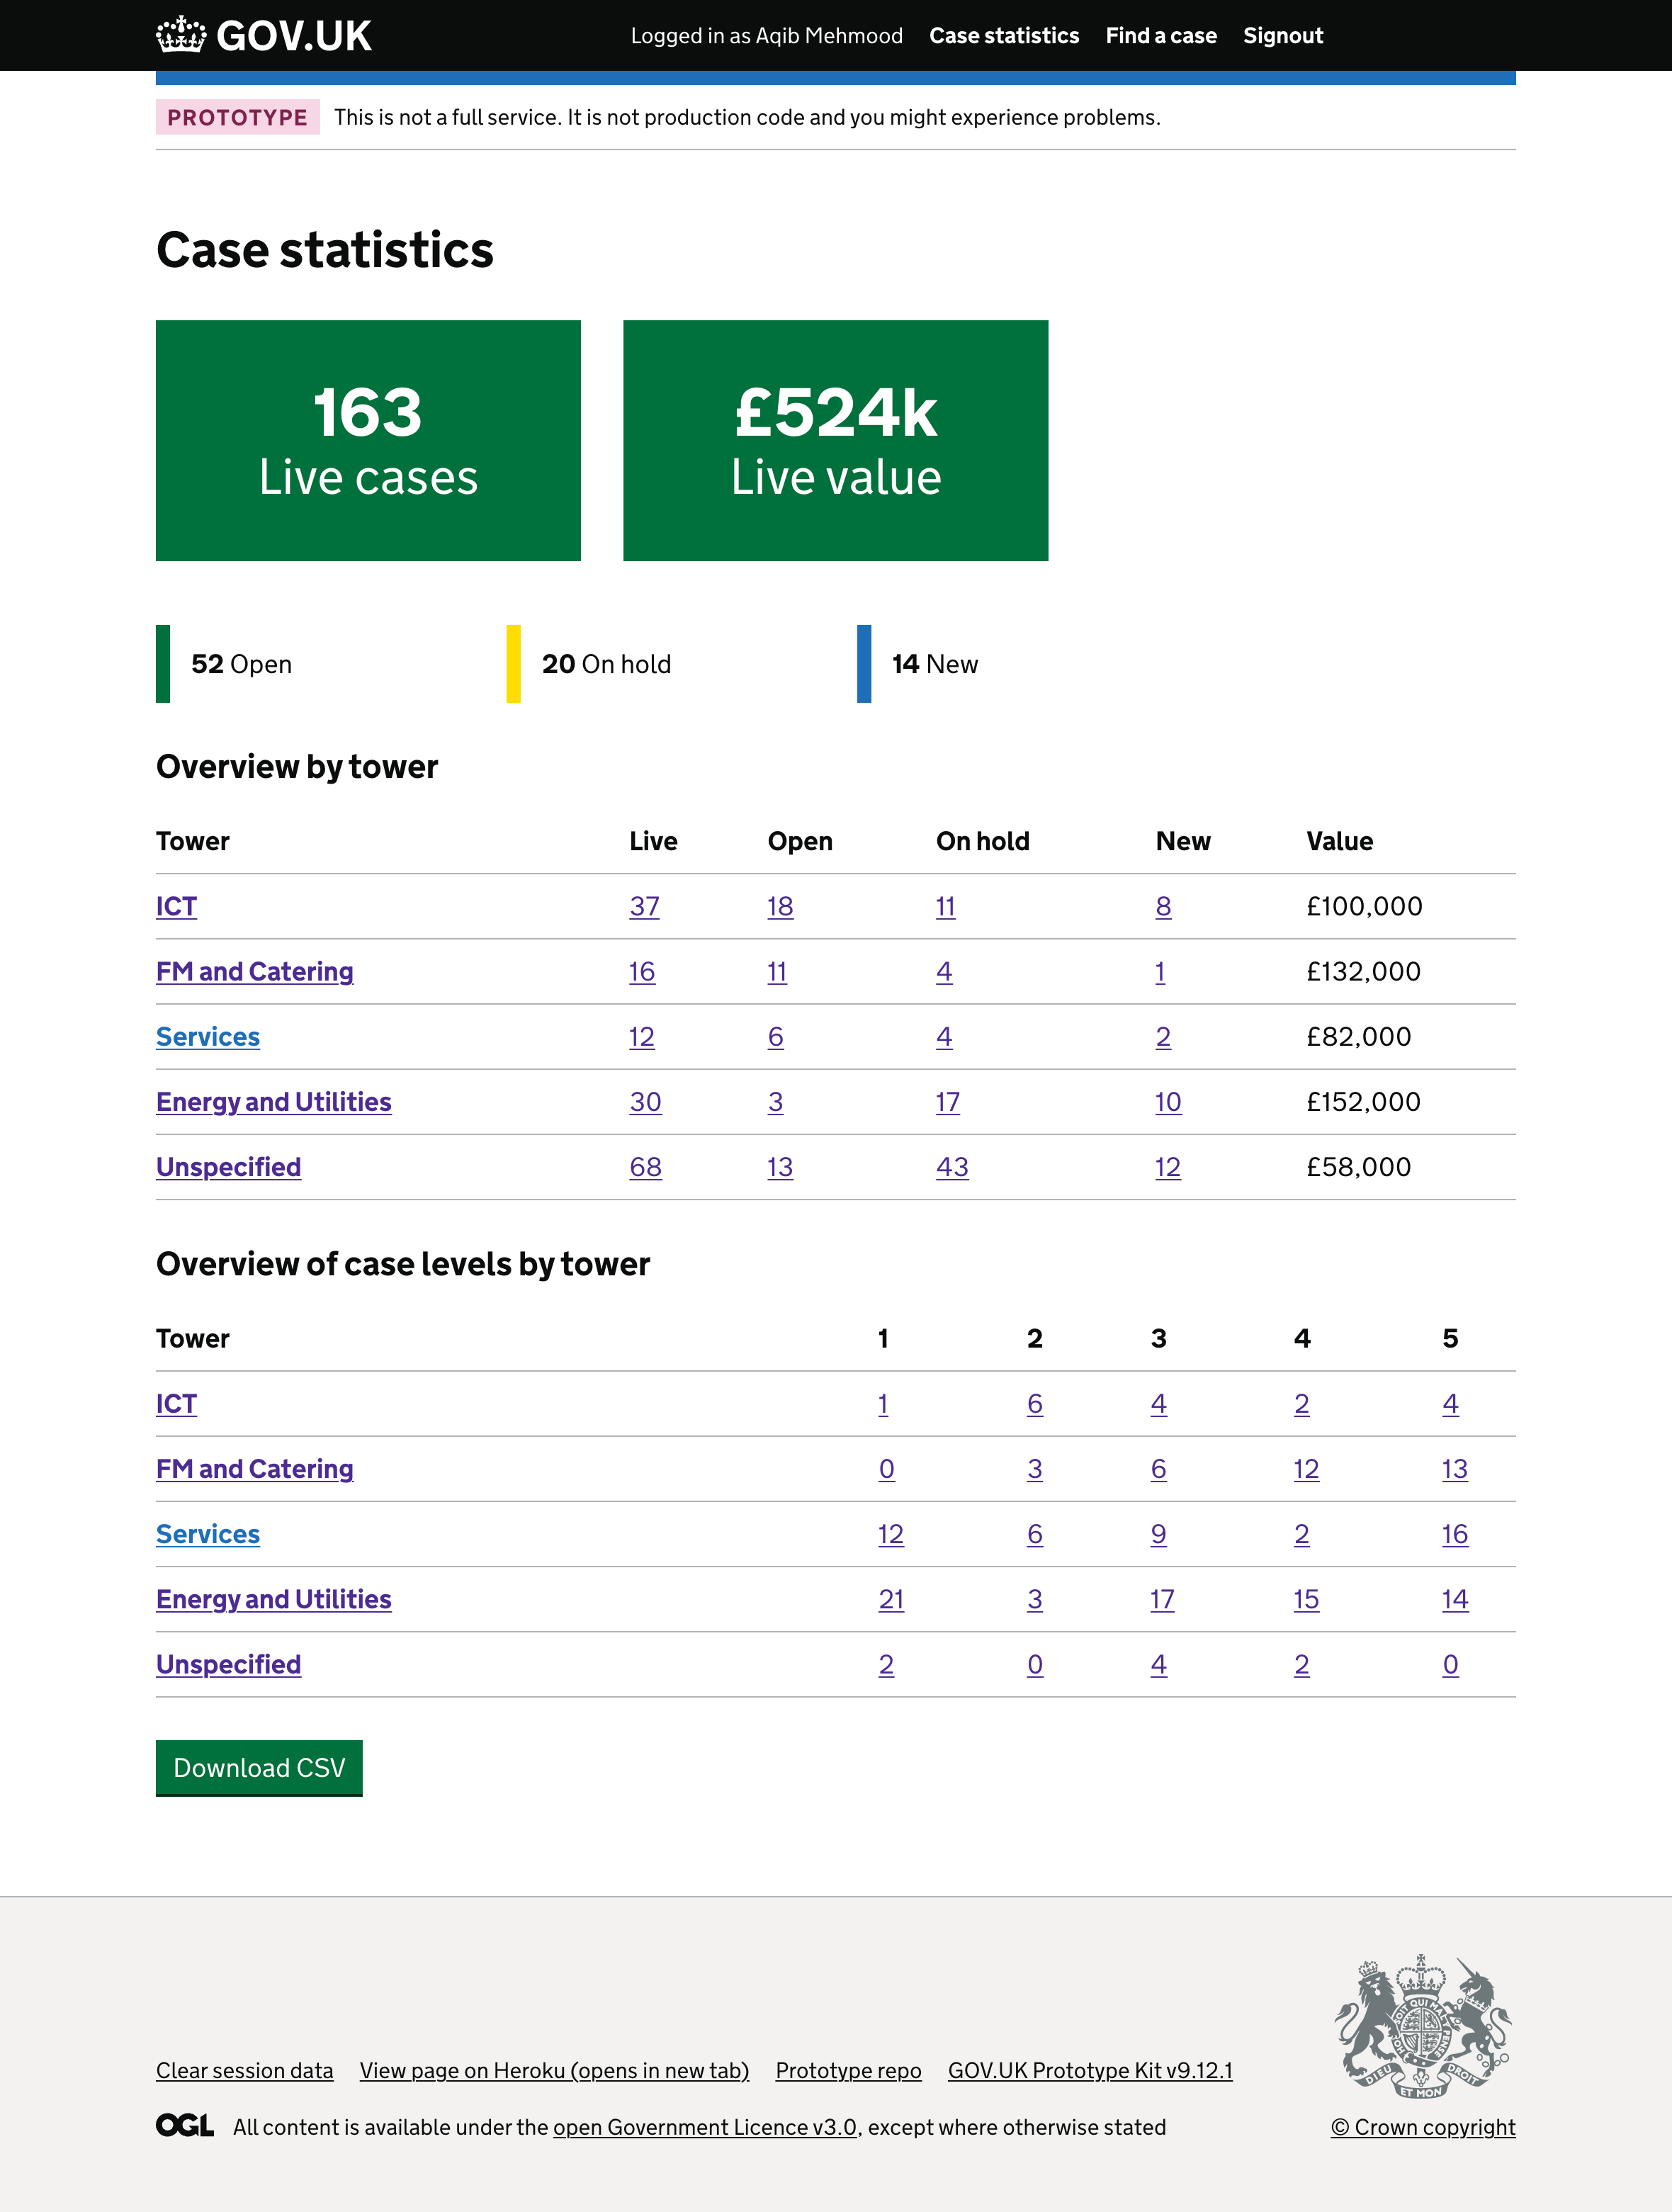 GOV.UK Logged in as Aqib Mehmood Case statistics Find a case Signout
PROTOTYPE This is not a full service. It is not production code and you might experience problems.
Case statistics
163
Live cases
£524k
Live value
52 Open
20 On hold
14 New
Overview by tower
Tower Live Open On hold New Value
ICT 37 18 11 8 £100,000
FM and Catering 16 11 4 1 £132,000
Services 12 6 4 2 £82,000
Energy and Utilities 30 3 17 10 £152,000
Unspecified 68 13 43 12 £58,000
Overview of case levels by tower
Tower 1 2 3 4 5
ICT 1 6 4 2 4
FM and Catering 0 3 6 12 13
Services 12 6 9 2 16
Energy and Utilities 21 3 17 15 14
Unspecified 2 0 4 2 0
Download CSV
Clear session data View page on Heroku (opens in new tab) Prototype repo GOV.UK Prototype Kit v9.12.1
OGL All content is available under the open Government Licence v3.0, except where otherwise stated
DIEU ET MON DROIT
© Crown copyright